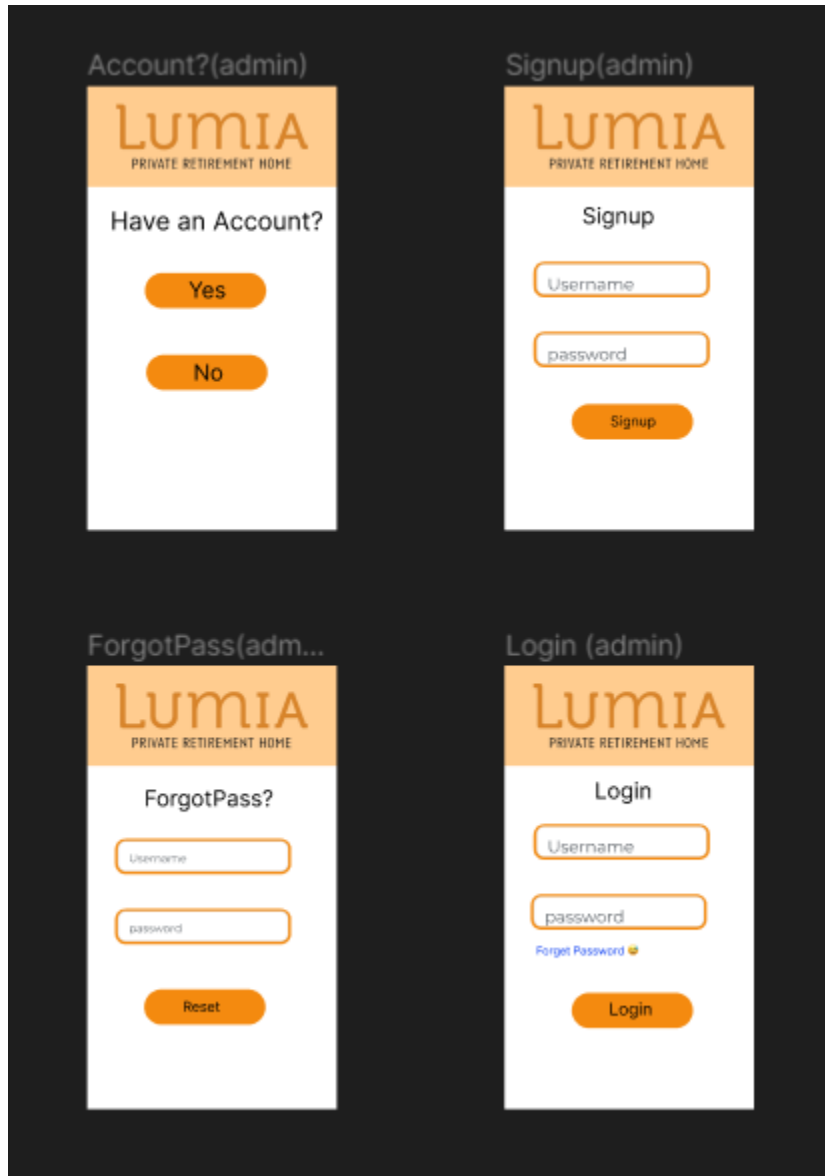 Account?(admin)
LUMIA
PRIVATE RETIREMENT HOME
Have an Account?
Yes
No
Signup(admin)
LUMIA
PRIVATE RETIREMENT HOME
Signup
Username
password
Signup
ForgotPass(adm...
LUMIA
PRIVATE RETIREMENT HOME
ForgotPass?
Username
password
Reset
Login (admin)
LUMIA
PRIVATE RETIREMENT HOME
Login
Username
password
Forget Password 😅
Login